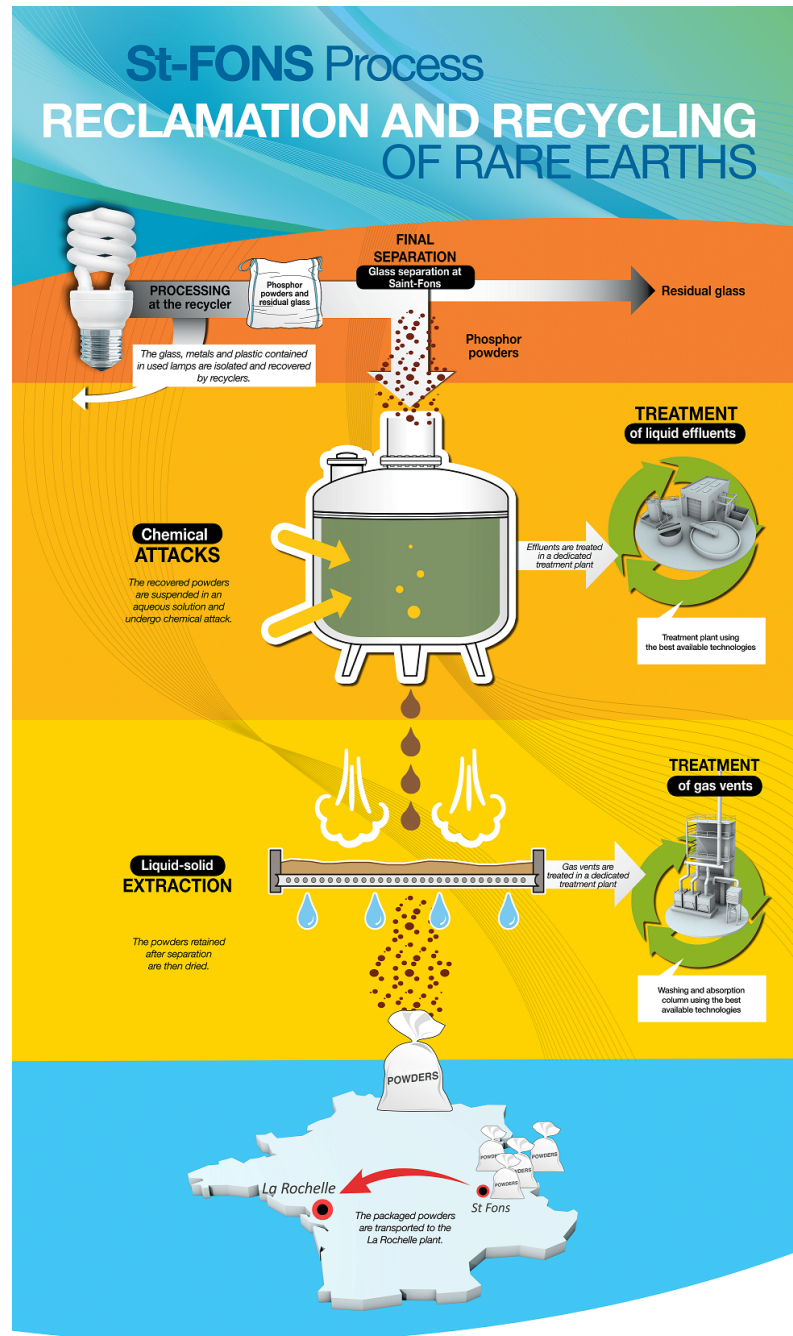 St-FONS Process
RECLAMATION AND RECYCLING
OF RARE EARTHS
FINAL
SEPARATION
Glass separation at
Saint-Fons
PROCESSING
at the recycler
Phosphor
powders and
residual glass
Residual glass
Phosphor
powders
The glass, metals and plastic contained
in used lamps are isolated and recovered
by recyclers.
TREATMENT
of liquid effluents
Chemical
ATTACKS
The recovered powders
are suspended in an
aqueous solution and
undergo chemical attack.
Effluents are treated
in a dedicated
treatment plant
Treatment plant using
the best available technologies
TREATMENT
of gas vents
Liquid-solid
EXTRACTION
Gas vents are
treated in a dedicated
treatment plant
The powders retained
after separation
are then dried.
Washing and absorption
column using the best
available technologies
POWDERS
POWDERS
POWDERS
POWDERS
La Rochelle
St Fons
The packaged powders
are transported to the
La Rochelle plant.